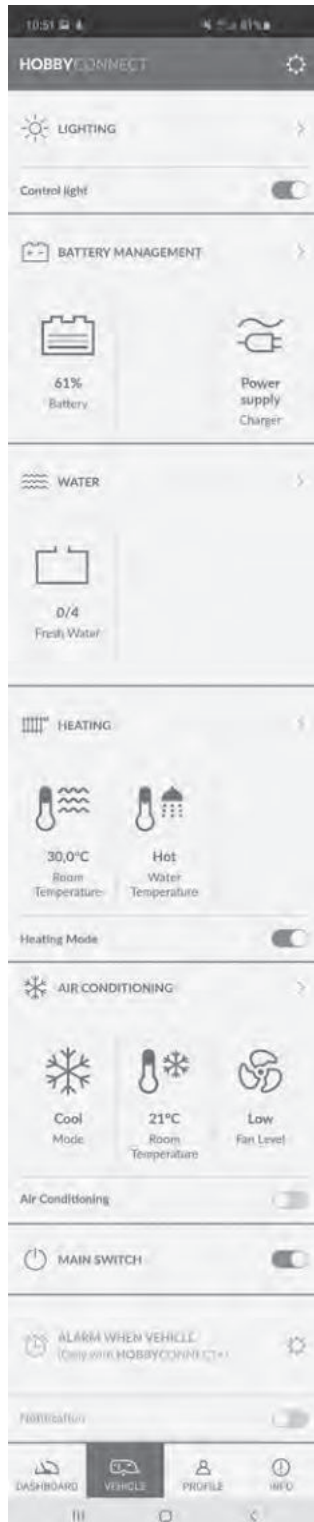 10:51
81%
HOBBYCONNECT
LIGHTING
Control light
BATTERY MANAGEMENT
61%
Battery
Power
supply
Charger
WATER
0/4
Fresh Water
HEATING
30,0°C
Room
Temperature
Hot
Water
Temperature
Heating Mode
AIR CONDITIONING
Cool
Mode
21°C
Room
Temperature
Low
Fan Level
Air Conditioning
MAIN SWITCH
ALARM WHEN VEHICLE
(Only with HOBBYCONNECT+)
Notification
DASHBOARD
VEHICLE
PROFILE
INFO